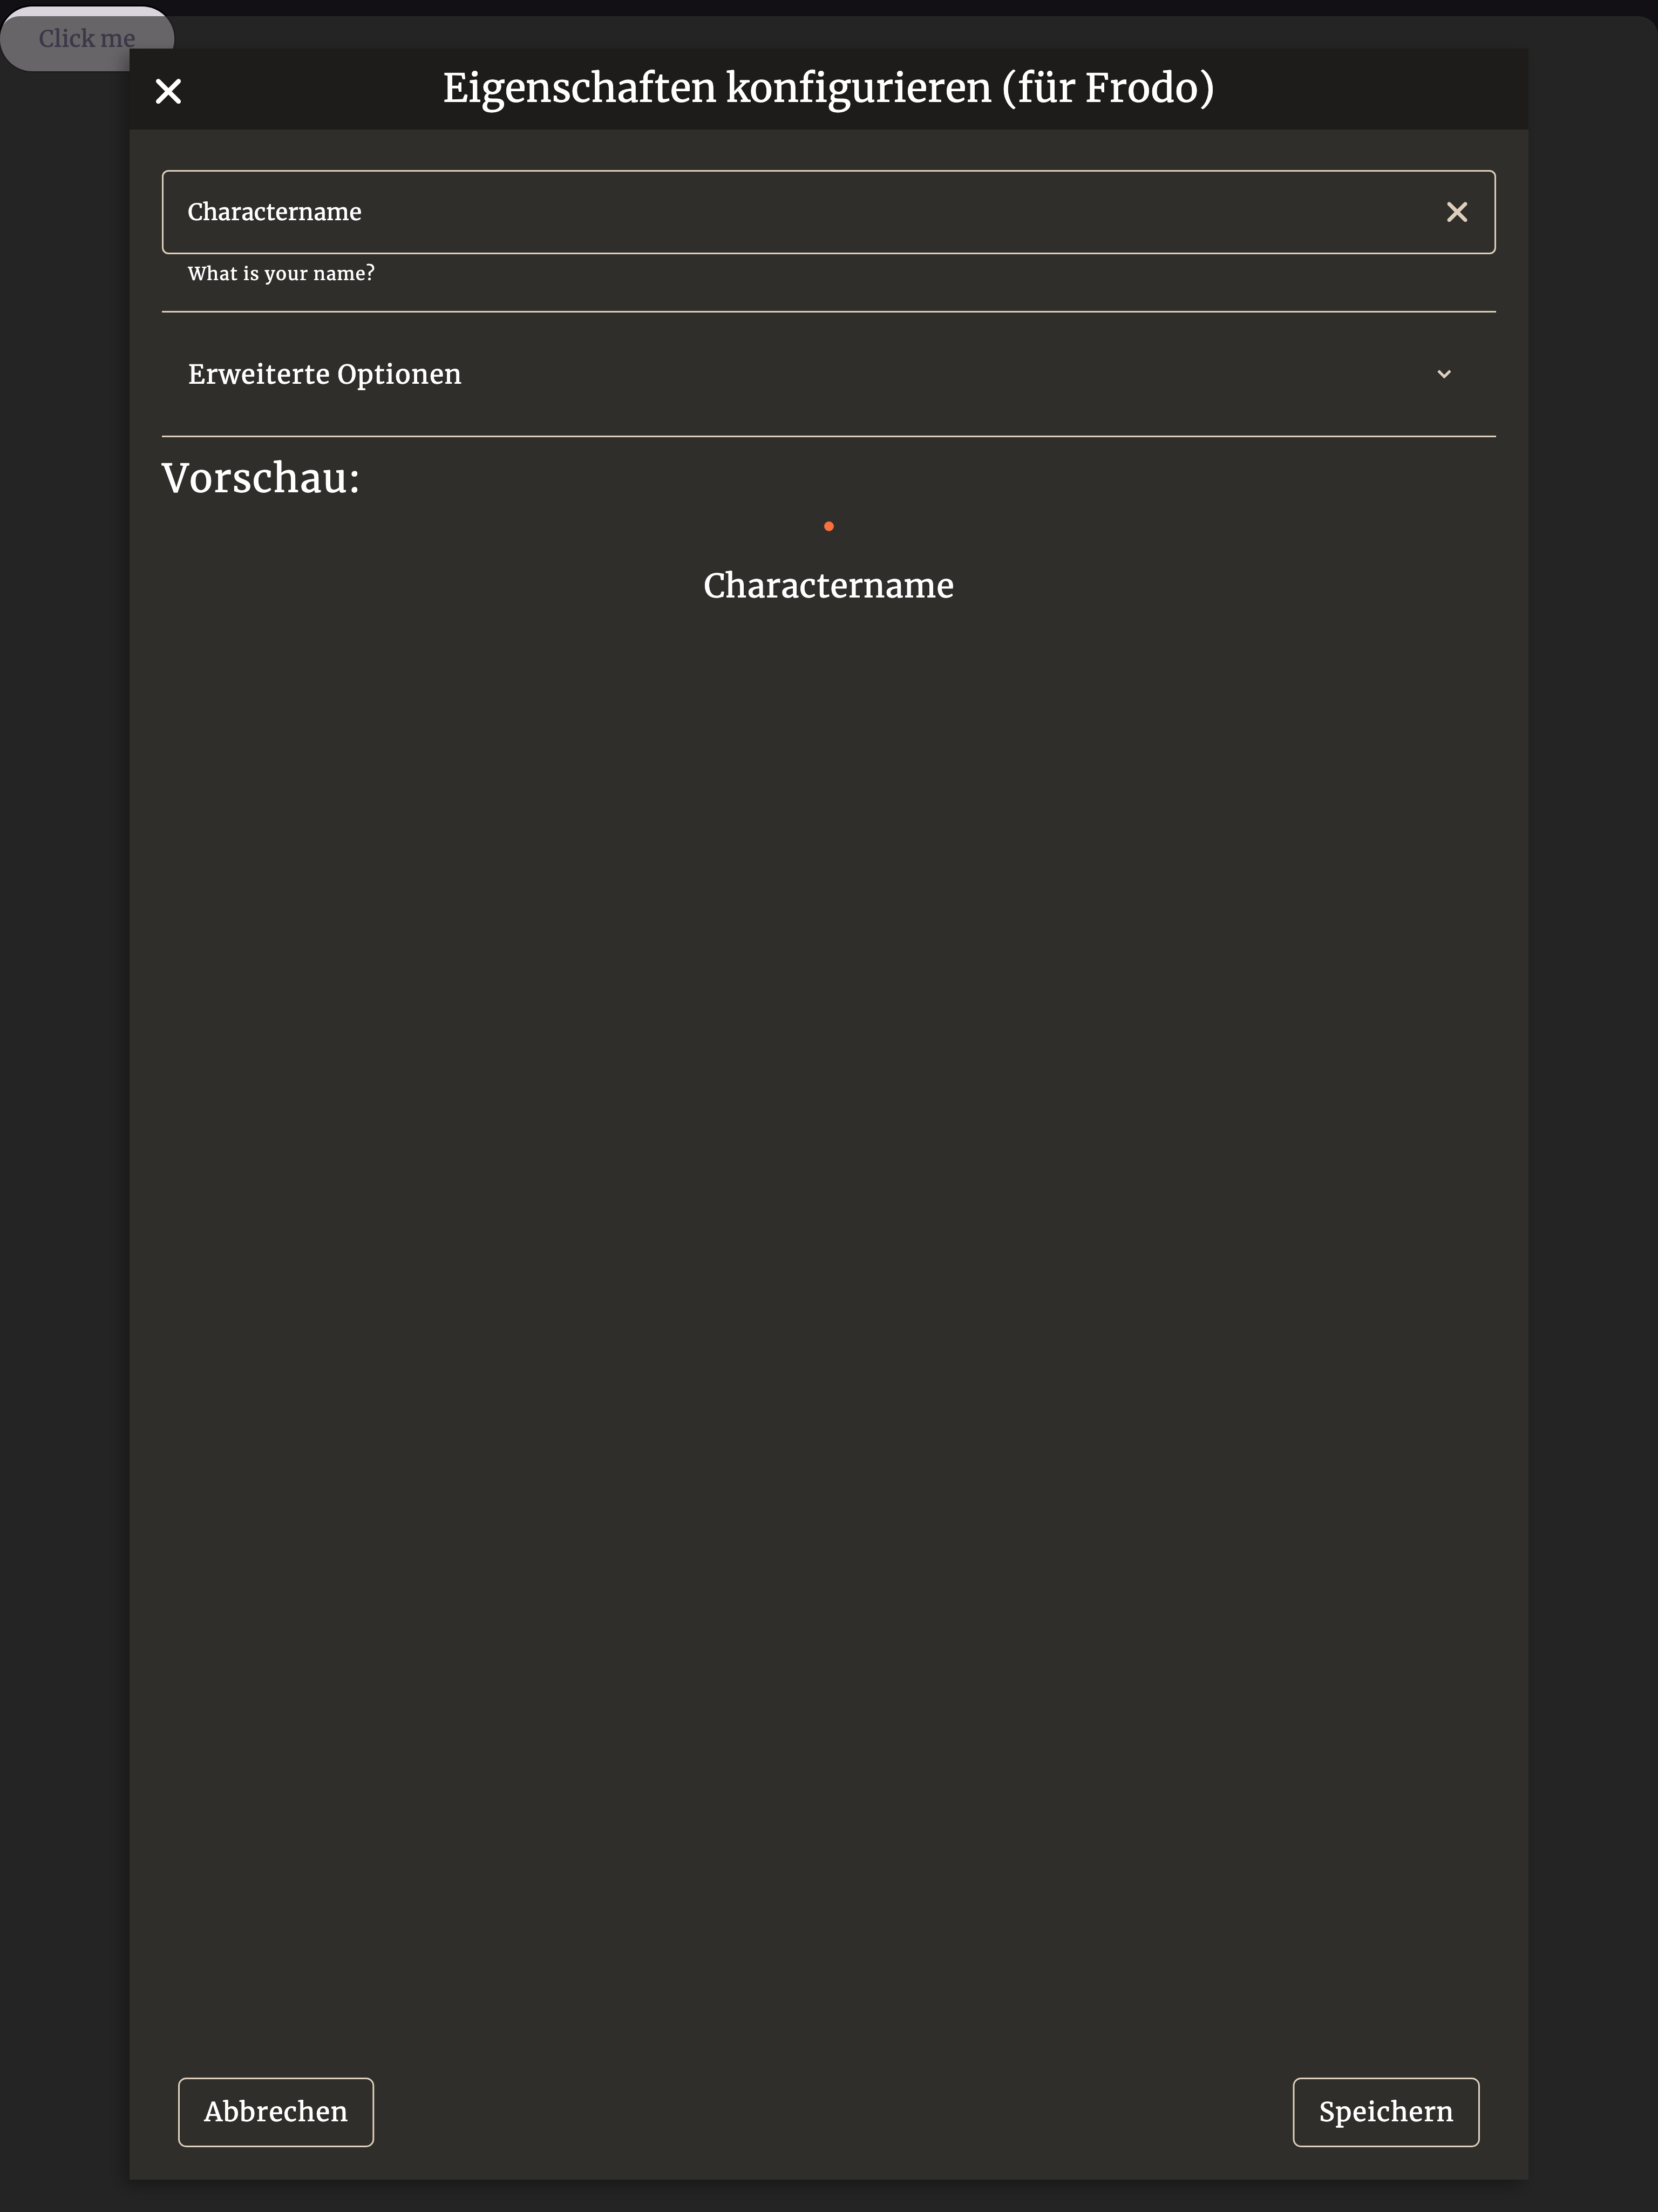 Click me
Eigenschaften konfigurieren (für Frodo)
Charactername
What is your name?
Erweiterte Optionen
Vorschau:
Charactername
Abbrechen
Speichern